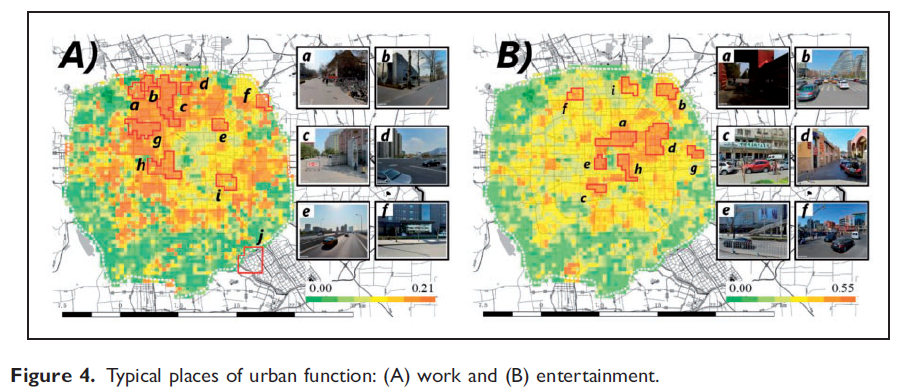 A)
a
b
c
d
f
e
g
h
i
j
a
b
c
d
e
f
0.00
0.21
B)
f
i
b
a
d
e
h
g
c
a
b
c
d
e
f
0.00
0.55
Figure 4. Typical places of urban function: (A) work and (B) entertainment.